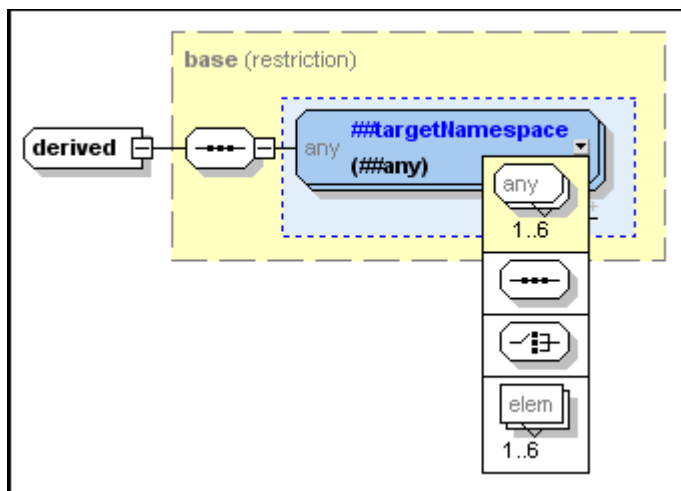 base (restriction)
derived
any
##targetNamespace
(##any)
any
1..6
elem
1..6